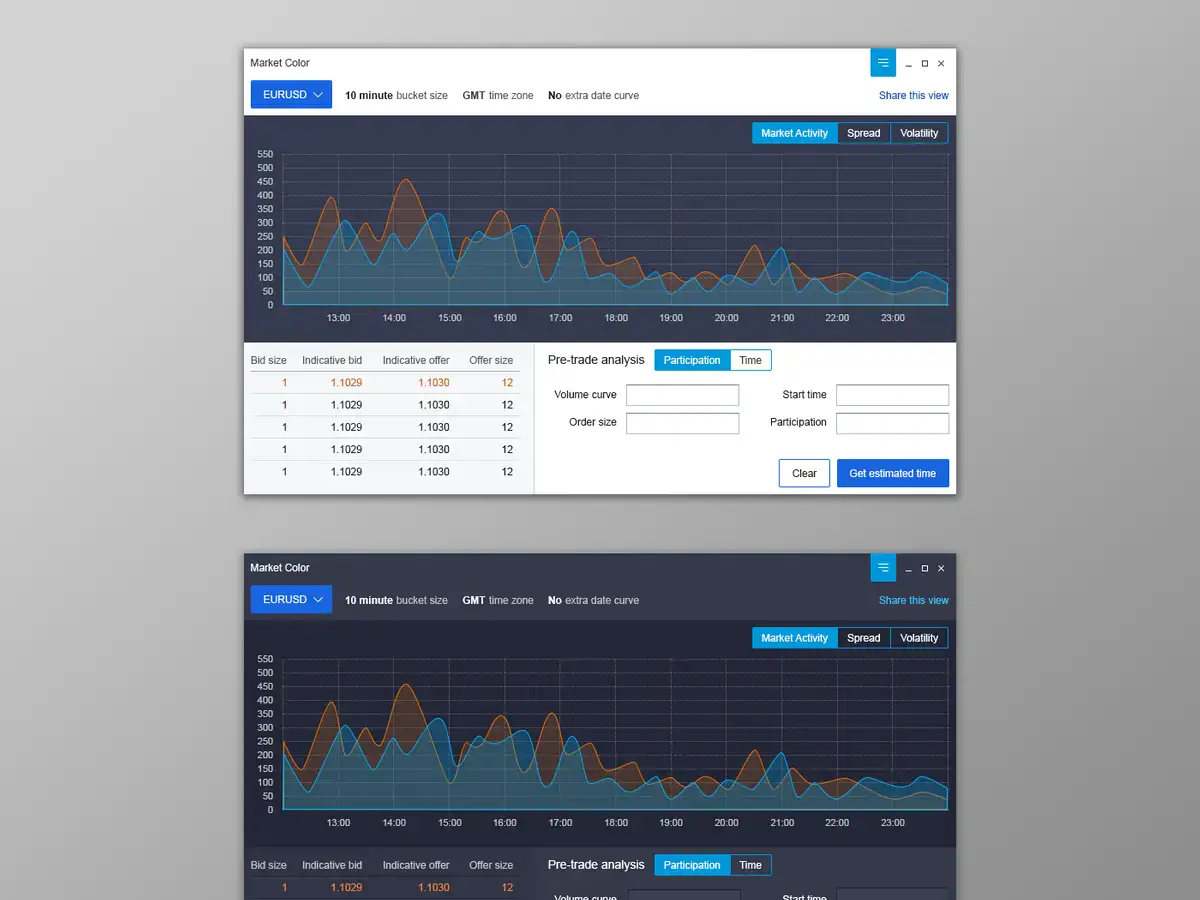 Market Color
EURUSD 10 minute bucket size GMT time zone No extra date curve Share this view
Market Activity Spread Volatility
550
500
450
400
350
300
250
200
150
100
50
0
13:00 14:00 15:00 16:00 17:00 18:00 19:00 20:00 21:00 22:00 23:00
Bid size Indicative bid Indicative offer Offer size
1 1.1029 1.1030 12
1 1.1029 1.1030 12
1 1.1029 1.1030 12
1 1.1029 1.1030 12
1 1.1029 1.1030 12
Pre-trade analysis Participation Time
Volume curve Start time
Order size Participation
Clear Get estimated time
Market Color
EURUSD 10 minute bucket size GMT time zone No extra date curve Share this view
Market Activity Spread Volatility
550
500
450
400
350
300
250
200
150
100
50
0
13:00 14:00 15:00 16:00 17:00 18:00 19:00 20:00 21:00 22:00 23:00
Bid size Indicative bid Indicative offer Offer size
1 1.1029 1.1030 12
Pre-trade analysis Participation Time
Volume curve Start time